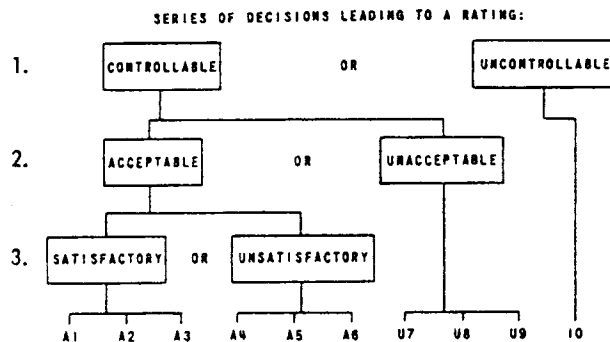 SERIES OF DECISIONS LEADING TO A RATING:
1. CONTROLLABLE OR UNCONTROLLABLE
2. ACCEPTABLE OR UNACCEPTABLE
3. SATISFACTORY OR UNSATISFACTORY
A1 A2 A3 A4 A5 A6 U7 U8 U9 10